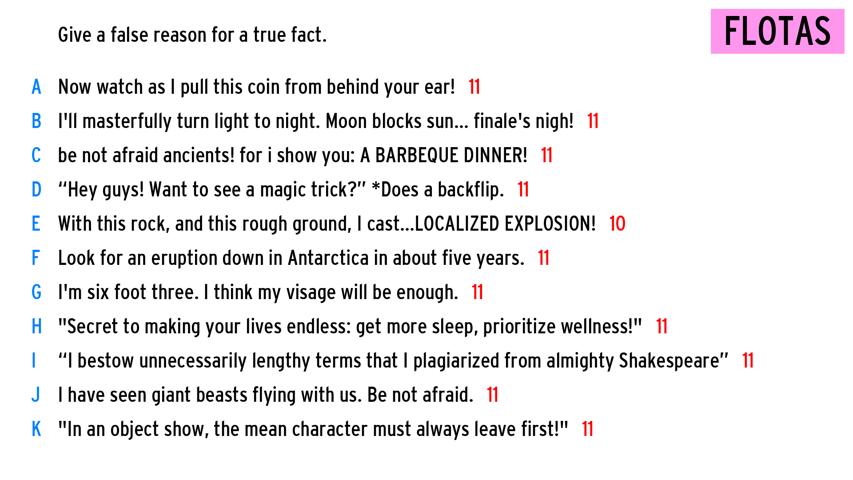 Give a false reason for a true fact.
FLOTAS
A Now watch as I pull this coin from behind your ear! 11
B I'll masterfully turn light to night. Moon blocks sun... finale's nigh! 11
C be not afraid ancients! for i show you: A BARBEQUE DINNER! 11
D “Hey guys! Want to see a magic trick?” *Does a backflip. 11
E With this rock, and this rough ground, I cast...LOCALIZED EXPLOSION! 10
F Look for an eruption down in Antarctica in about five years. 11
G I'm six foot three. I think my visage will be enough. 11
H "Secret to making your lives endless: get more sleep, prioritize wellness!" 11
I “I bestow unnecessarily lengthy terms that I plagiarized from almighty Shakespeare” 11
J I have seen giant beasts flying with us. Be not afraid. 11
K "In an object show, the mean character must always leave first!" 11